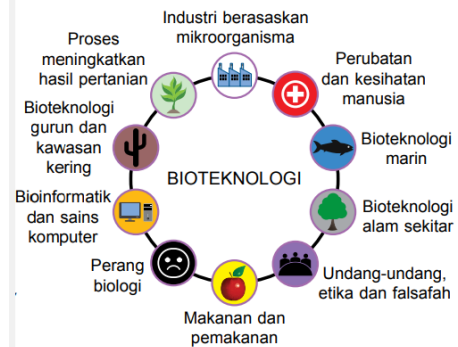 Industri berasaskan
mikroorganisma
Perubatan
dan kesihatan
manusia
Bioteknologi
marin
Bioteknologi
alam sekitar
Undang-undang,
etika dan falsafah
Makanan dan
pemakanan
Perang
biologi
Bioinformatik
dan sains
komputer
Bioteknologi
gurun dan
kawasan
kering
Proses
meningkatkan
hasil pertanian
BIOTEKNOLOGI